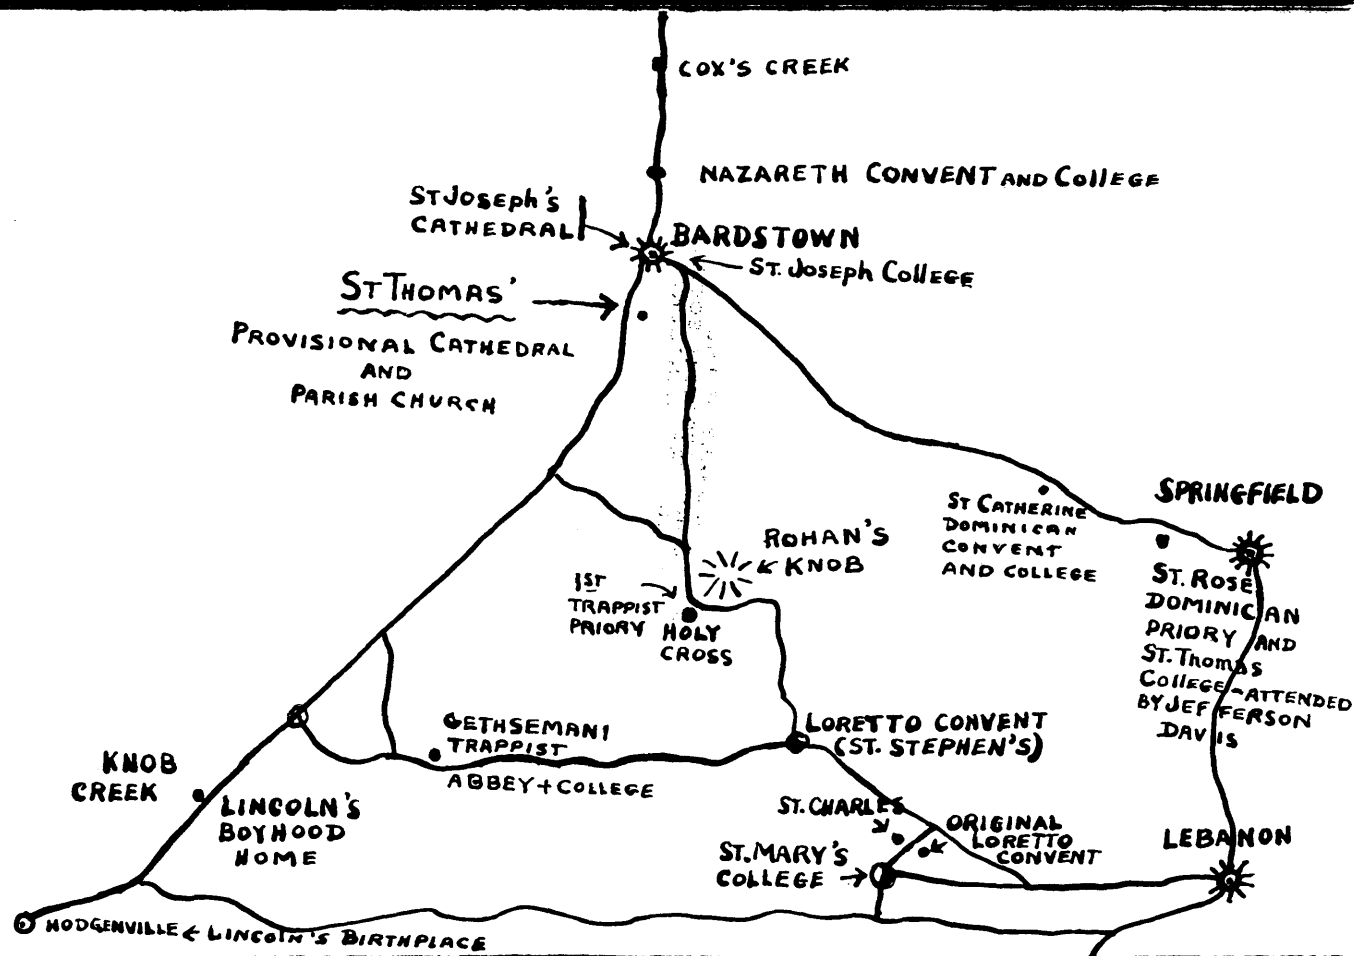 COX'S CREEK
NAZARETH CONVENT AND COllEGE
ST JOSEPh'S
CATHEDRAL
BARDSTOWN
ST. JOSEPH COllEGE
ST THOMAS'
PROVISIONAL CATHEDRAL
AND
PARISH CHURCH
SPRINGFIELD
ST CATHERINE
DOMINICAN
CONVENT
AND COLLEGE
ROHAN'S
KNOB
1ST
TRAPPIST
PRIORY
HOLY
CROSS
ST. ROSE
DOMINICAN
PRIORY AND
ST. Thomas
COLLEGE-ATTENDED
BY JEFFERSON
DAVIS
GETHSEMANI
TRAPPIST
ABBEY + COLLEGE
LORETTO CONVENT
(ST. STEPHEN'S)
KNOB
CREEK
LINCOLN'S
BOYHOOD
HOME
ST. CHARLES
ORIGINAL
LORETTO
CONVENT
ST. MARY'S
COLLEGE
LEBANON
HODGENVILLE ← LINCOLN'S BIRTHPLACE